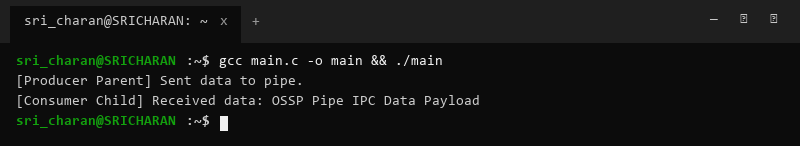 sri_charan@SRICHARAN: ~ x +
sri_charan@SRICHARAN :~$ gcc main.c -o main && ./main
[Producer Parent] Sent data to pipe.
[Consumer Child] Received data: OSSP Pipe IPC Data Payload
sri_charan@SRICHARAN :~$